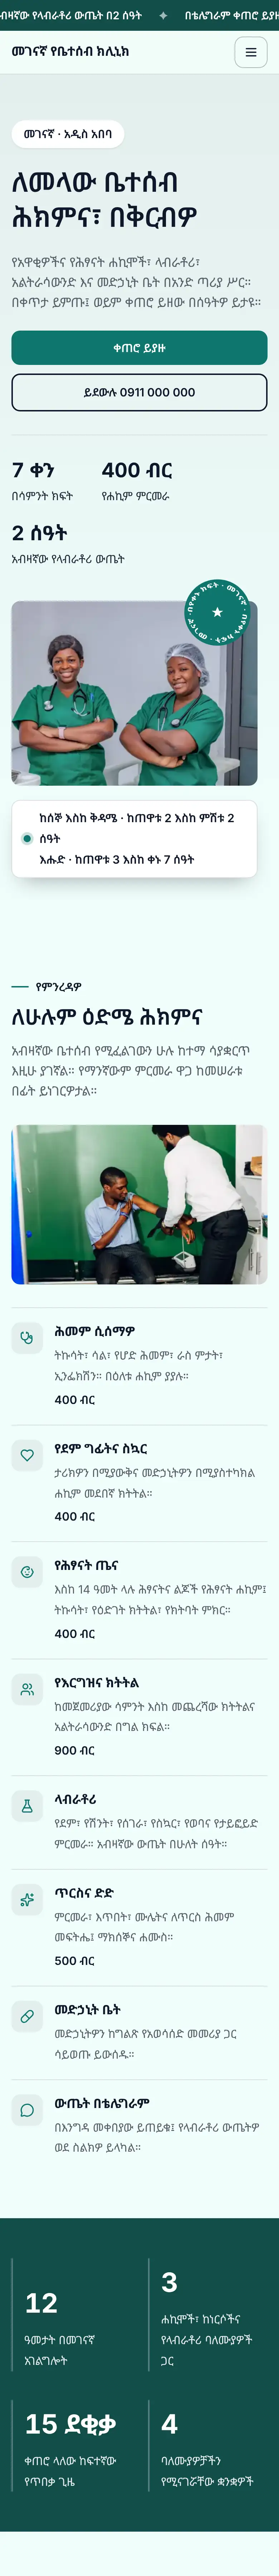 ብዛኛው የላብራቶሪ ውጤት በ2 ሰዓት ✦ በቴሌግራም ቀጠሮ ይያ
መገናኛ የቤተሰብ ክሊኒክ
መገናኛ · አዲስ አበባ
ለመላው ቤተሰብ
ሕክምና፣ በቅርብዎ
የአዋቂዎችና የሕፃናት ሐኪሞች፣ ላብራቶሪ፣
አልትራሳውንድ እና መድኃኒት ቤት በአንድ ጣሪያ ሥር።
በቀጥታ ይምጡ፤ ወይም ቀጠሮ ይዘው በሰዓትዎ ይታዩ።
ቀጠሮ ይያዙ
ይደውሉ 0911 000 000
7 ቀን
በሳምንት ክፍት
400 ብር
የሐኪም ምርመራ
2 ሰዓት
አብዛኛው የላብራቶሪ ውጤት
ከሰኞ እስከ ቅዳሜ · ከጠዋቱ 2 እስከ ምሽቱ 2
ሰዓት
እሑድ · ከጠዋቱ 3 እስከ ቀኑ 7 ሰዓት
የምንረዳዎ
ለሁሉም ዕድሜ ሕክምና
አብዛኛው ቤተሰብ የሚፈልገውን ሁሉ ከተማ ሳያቋርጥ
እዚሁ ያገኛል። የማንኛውም ምርመራ ዋጋ ከመሠራቱ
በፊት ይነገርዎታል።
ሕመም ሲሰማዎ
ትኩሳት፣ ሳል፣ የሆድ ሕመም፣ ራስ ምታት፣
ኢንፌክሽን። በዕለቱ ሐኪም ያያሉ።
400 ብር
የደም ግፊትና ስኳር
ታሪክዎን በሚያውቅና መድኃኒትዎን በሚያስተካክል
ሐኪም መደበኛ ክትትል።
400 ብር
የሕፃናት ጤና
እስከ 14 ዓመት ላሉ ሕፃናትና ልጆች የሕፃናት ሐኪም፤
ትኩሳት፣ የዕድገት ክትትል፣ የክትባት ምክር።
400 ብር
የእርግዝና ክትትል
ከመጀመሪያው ሳምንት እስከ መጨረሻው ክትትልና
አልትራሳውንድ በግል ክፍል።
900 ብር
ላብራቶሪ
የደም፣ የሽንት፣ የሰገራ፣ የስኳር፣ የወባና የታይፎይድ
ምርመራ። አብዛኛው ውጤት በሁለት ሰዓት።
ጥርስና ድድ
ምርመራ፣ እጥበት፣ ሙሌትና ለጥርስ ሕመም
መፍትሔ፤ ማክሰኞና ሐሙስ።
500 ብር
መድኃኒት ቤት
መድኃኒትዎን ከግልጽ የአወሳሰድ መመሪያ ጋር
ሳይወጡ ይውሰዱ።
ውጤት በቴሌግራም
በእንግዳ መቀበያው ይጠይቁ፤ የላብራቶሪ ውጤትዎ
ወደ ስልክዎ ይላካል።
12
ዓመታት በመገናኛ
አገልግሎት
3
ሐኪሞች፣ ከነርሶችና
የላብራቶሪ ባለሙያዎች
ጋር
15 ደቂቃ
ቀጠሮ ላለው ከፍተኛው
የጥበቃ ጊዜ
4
ባለሙያዎቻችን
የሚናገሯቸው ቋንቋዎች